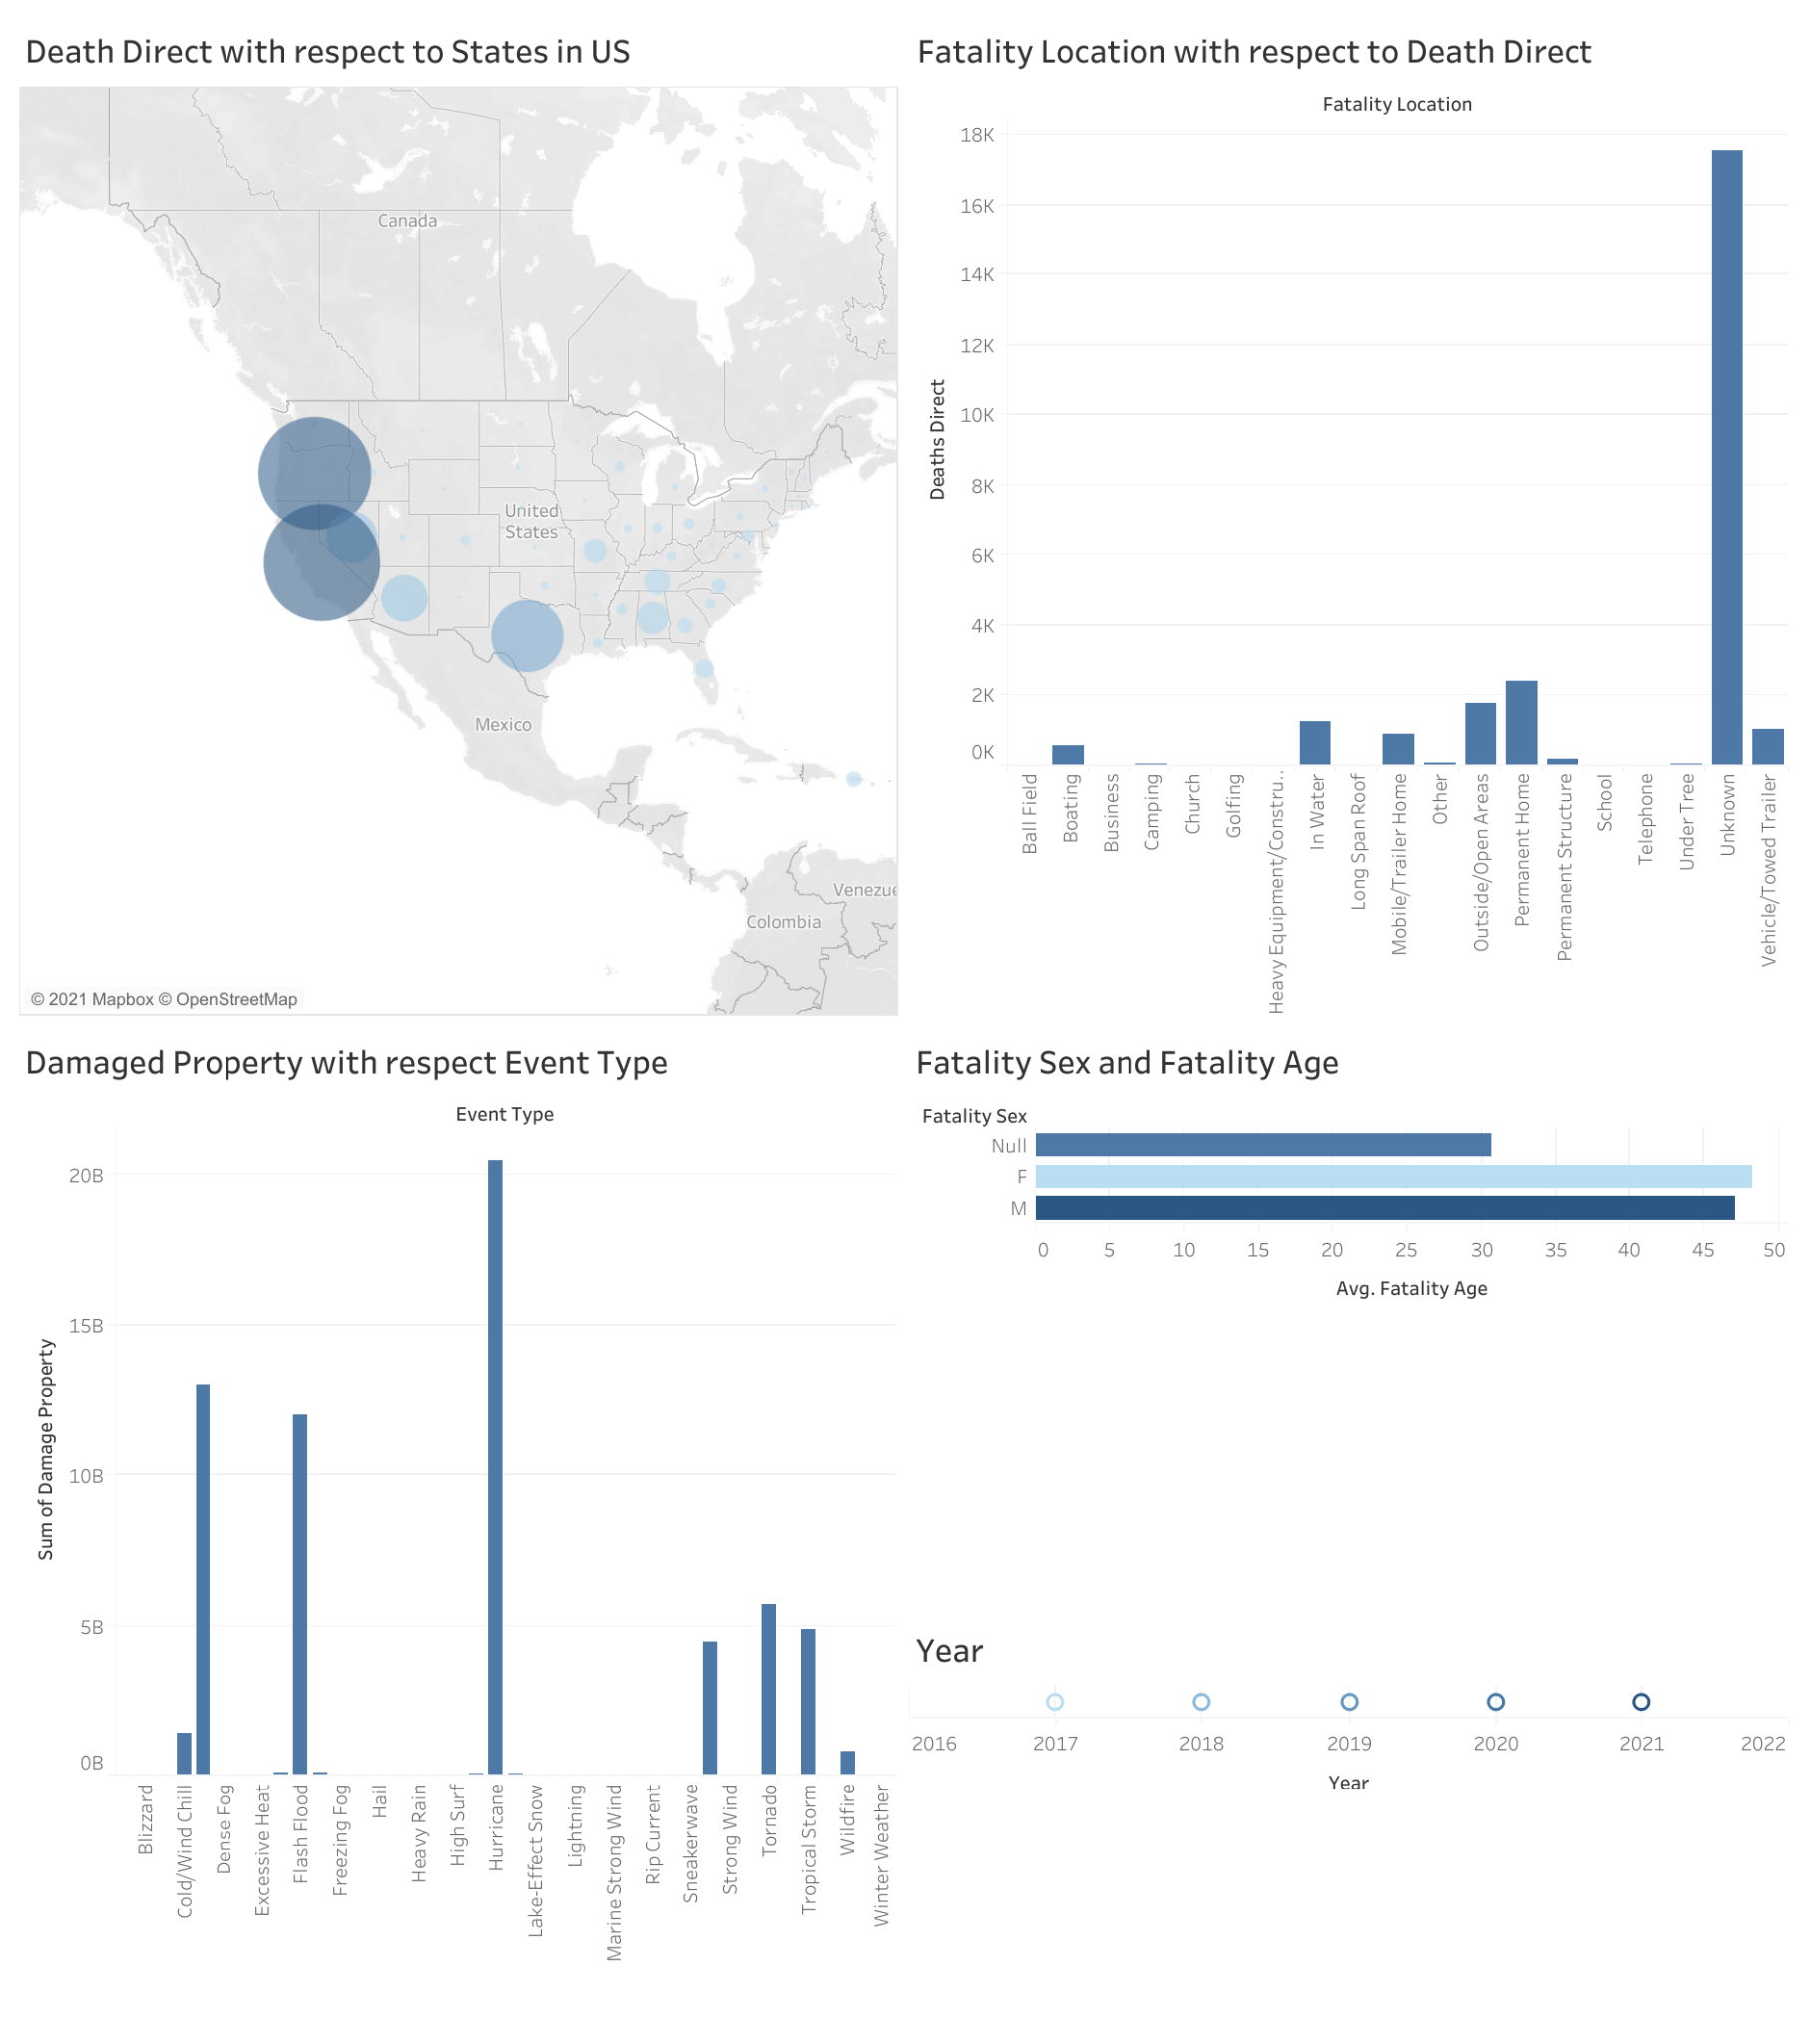 Death Direct with respect to States in US
Canada
United
States
Mexico
Venezue
Colombia
© 2021 Mapbox © OpenStreetMap
Fatality Location with respect to Death Direct
Fatality Location
Deaths Direct
18K
16K
14K
12K
10K
8K
6K
4K
2K
0K
Ball Field
Boating
Business
Camping
Church
Golfing
Heavy Equipment/Constru..
In Water
Long Span Roof
Mobile/Trailer Home
Other
Outside/Open Areas
Permanent Home
Permanent Structure
School
Telephone
Under Tree
Unknown
Vehicle/Towed Trailer
Damaged Property with respect Event Type
Event Type
Sum of Damage Property
20B
15B
10B
5B
0B
Blizzard
Cold/Wind Chill
Dense Fog
Excessive Heat
Flash Flood
Freezing Fog
Hail
Heavy Rain
High Surf
Hurricane
Lake-Effect Snow
Lightning
Marine Strong Wind
Rip Current
Sneakerwave
Strong Wind
Tornado
Tropical Storm
Wildfire
Winter Weather
Fatality Sex and Fatality Age
Fatality Sex
Null
F
M
0 5 10 15 20 25 30 35 40 45 50
Avg. Fatality Age
Year
2016 2017 2018 2019 2020 2021 2022
Year